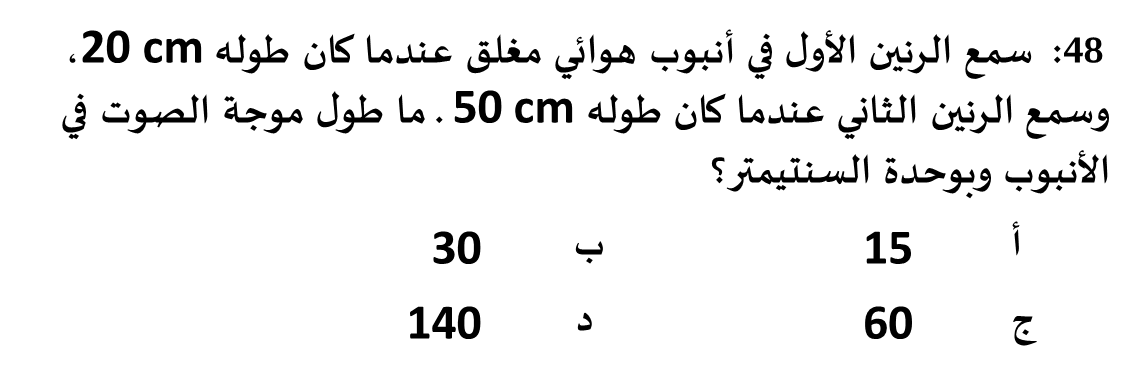 48: سمع الرنين الأول في أنبوب هوائي مغلق عندما كان طوله 20 cm،
وسمع الرنين الثاني عندما كان طوله 50 cm . ما طول موجة الصوت في
الأنبوب وبوحدة السنتيمتر؟
أ 15 ب 30
ج 60 د 140